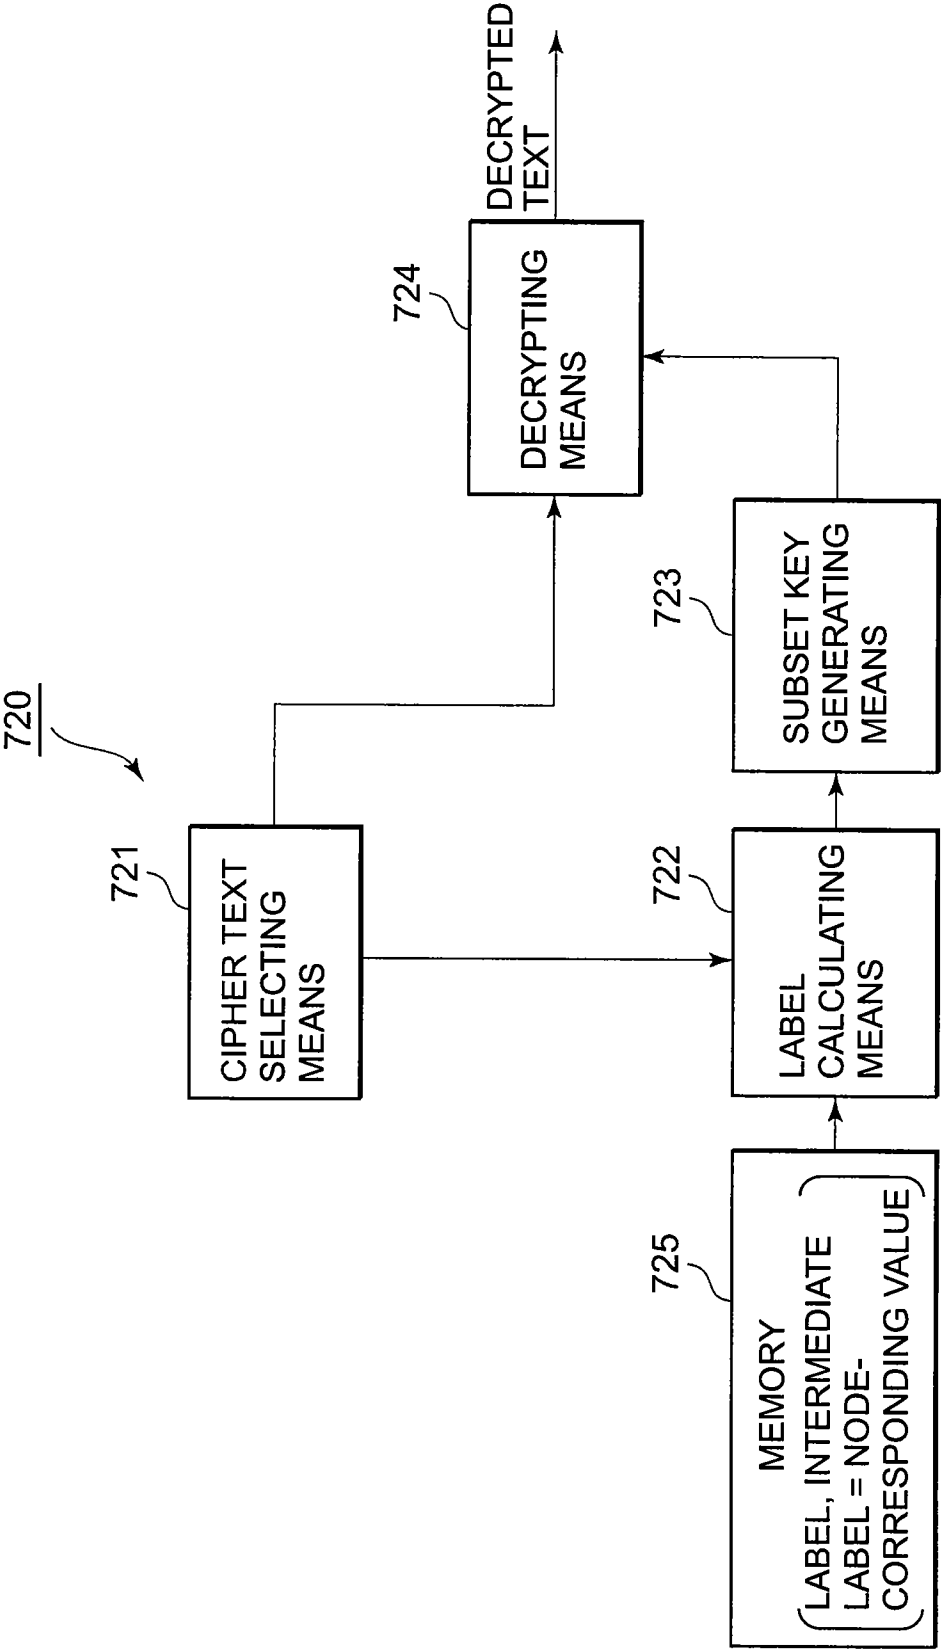 720
721
CIPHER TEXT
SELECTING
MEANS
724
DECRYPTING
MEANS
DECRYPTED
TEXT
725
MEMORY
LABEL, INTERMEDIATE
LABEL = NODE-
CORRESPONDING VALUE
722
LABEL
CALCULATING
MEANS
723
SUBSET KEY
GENERATING
MEANS